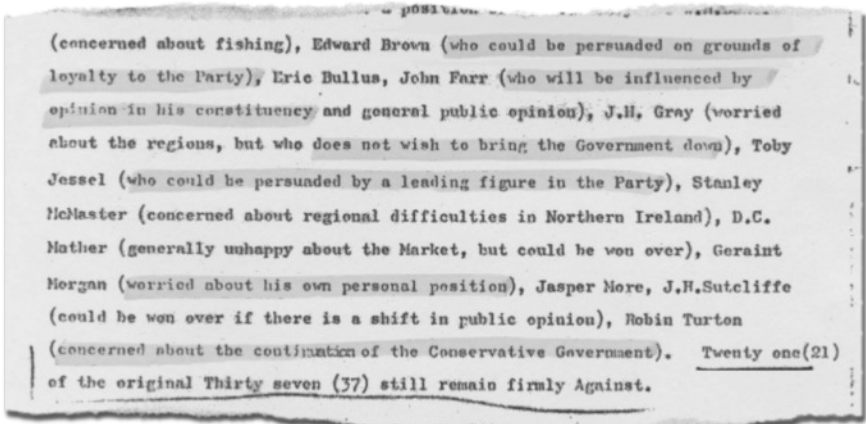 position
(concerned about fishing), Edward Brown (who could be persuaded on grounds of
loyalty to the Party), Eric Bullus, John Farr (who will be influenced by
opinion in his constituency and general public opinion), J.H. Gray (worried
about the regions, but who does not wish to bring the Government down), Toby
Jessel (who could be persuaded by a leading figure in the Party), Stanley
McMaster (concerned about regional difficulties in Northern Ireland), D.C.
Mather (generally unhappy about the Market, but could be won over), Geraint
Morgan (worried about his own personal position), Jasper More, J.H.Sutcliffe
(could be won over if there is a shift in public opinion), Robin Turton
(concerned about the continuation of the Conservative Government). Twenty one(21)
of the original Thirty seven (37) still remain firmly Against.